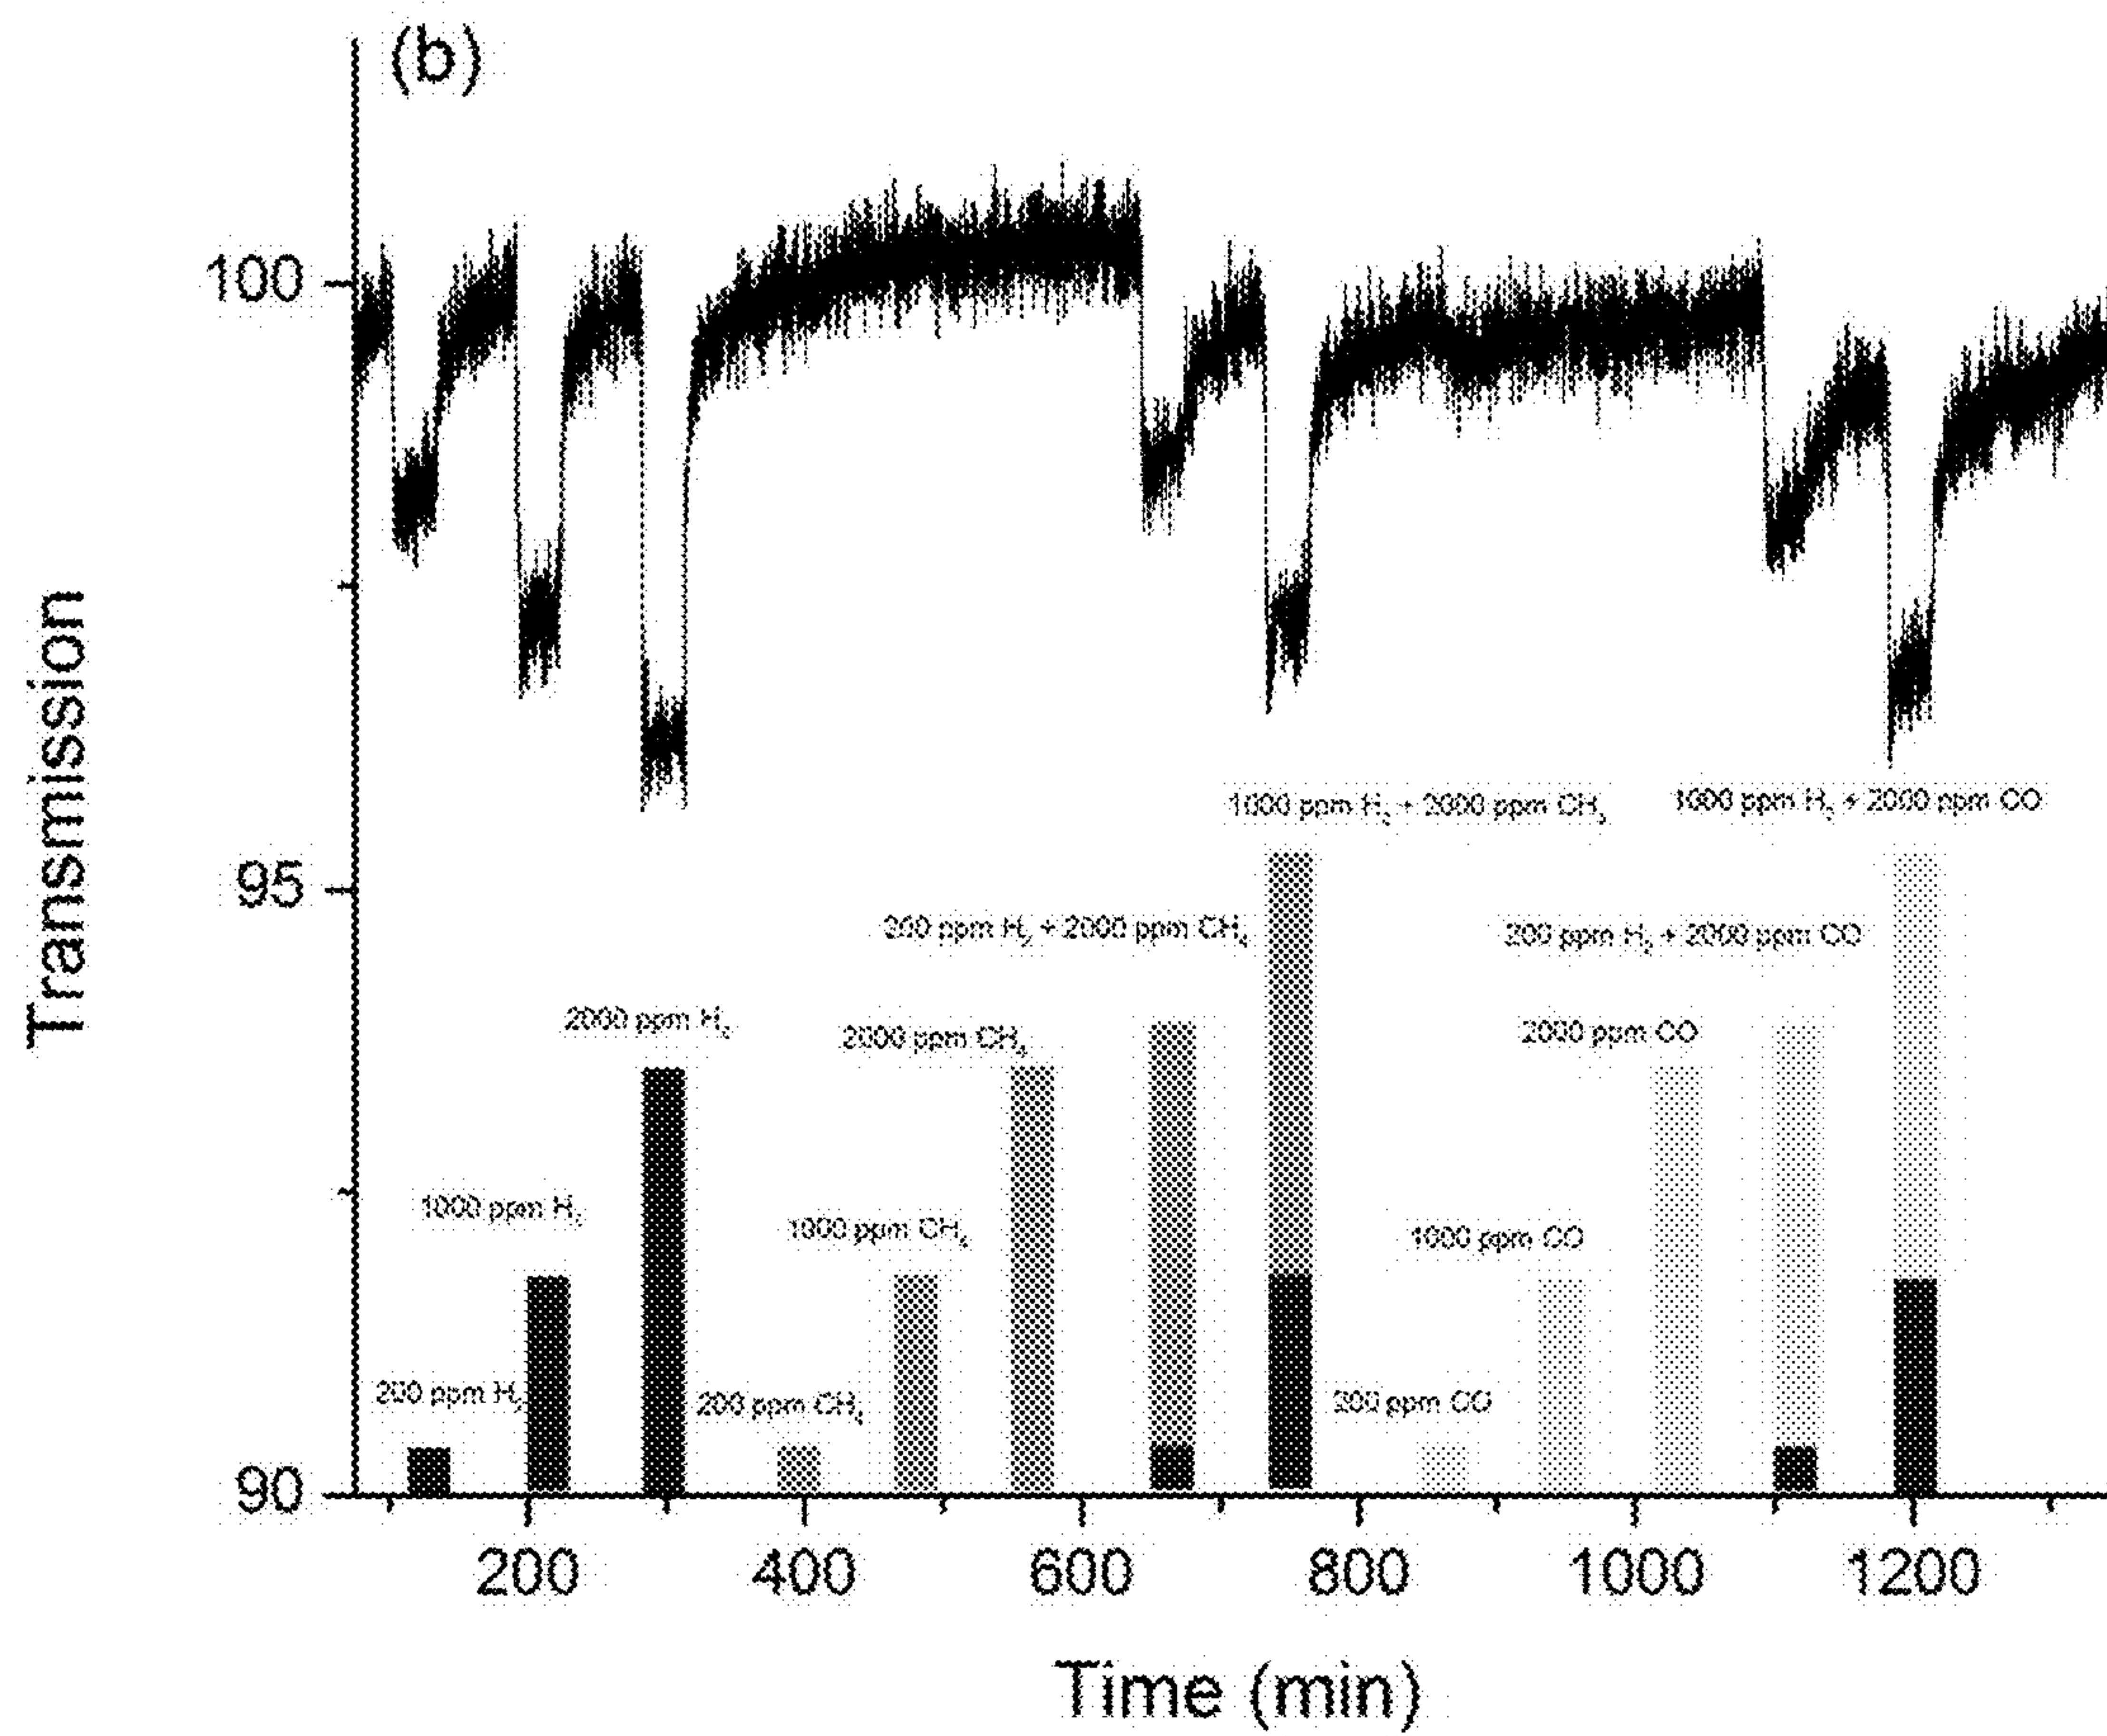 (b)
Transmission
100
95
90
1000 ppm H₂ + 2000 ppm CH₄
1000 ppm H₂ + 2000 ppm CO
200 ppm H₂ + 2000 ppm CH₄
200 ppm H₂ + 2000 ppm CO
2000 ppm H₂
2000 ppm CH₄
2000 ppm CO
1000 ppm H₂
1000 ppm CH₄
1000 ppm CO
200 ppm H₂
200 ppm CH₄
200 ppm CO
200 400 600 800 1000 1200
Time (min)